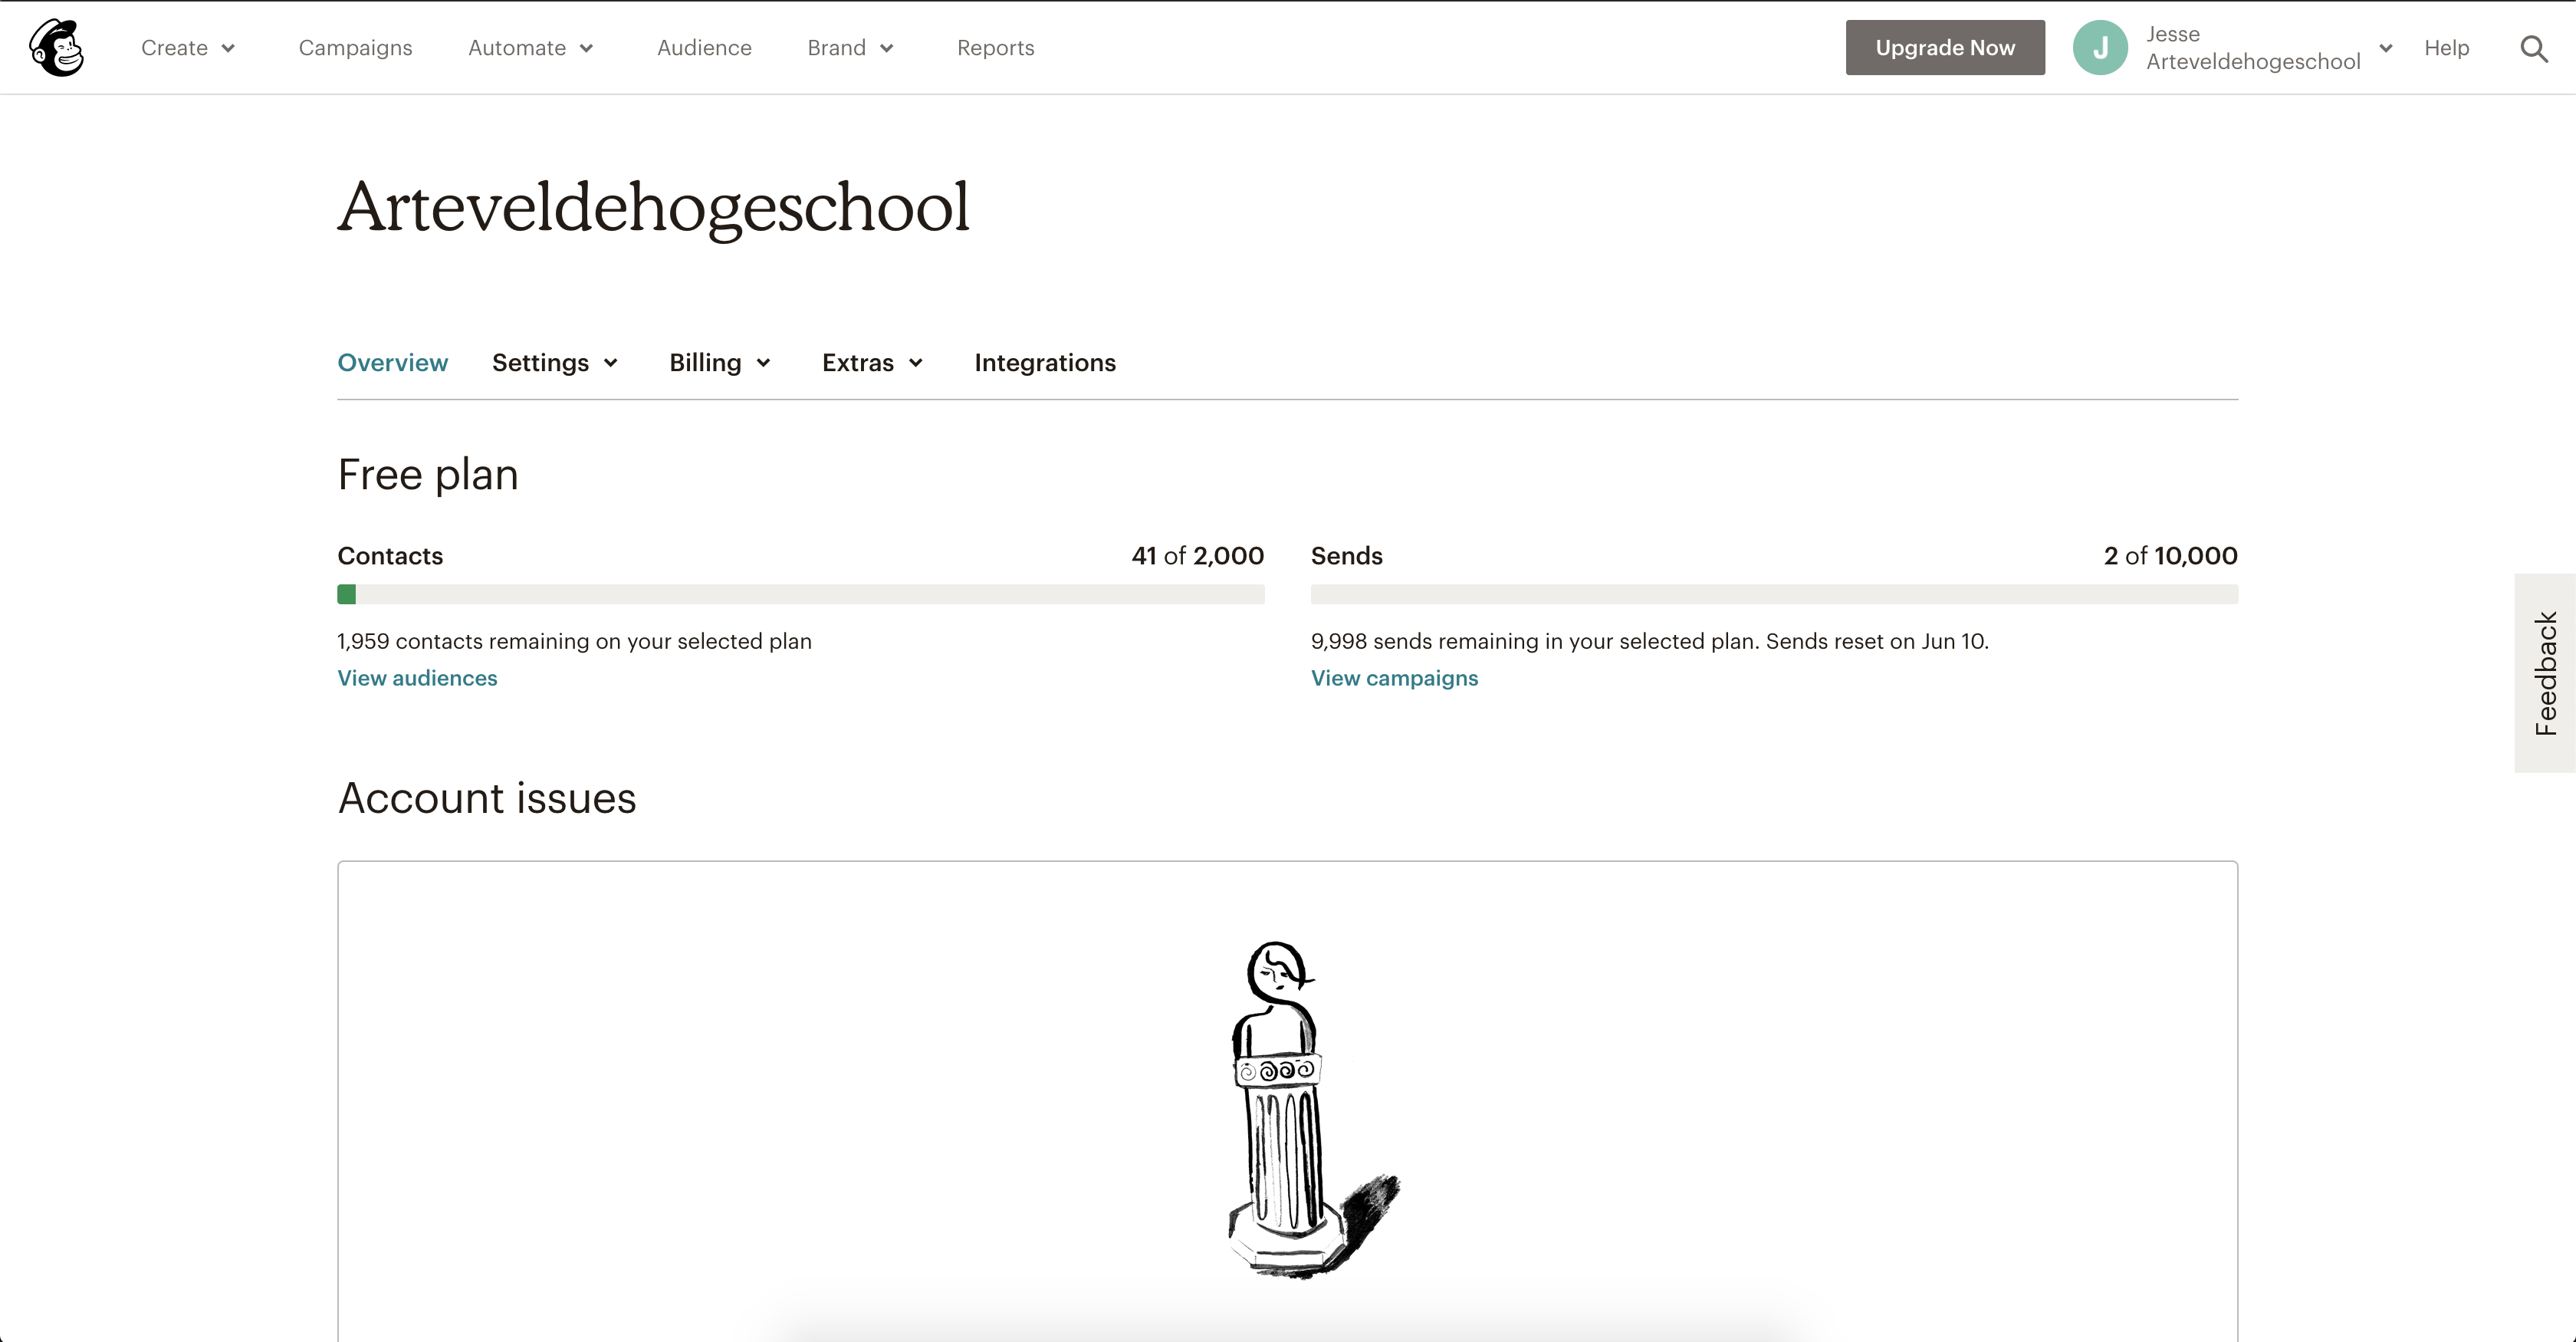 Create
Campaigns
Automate
Audience
Brand
Reports
Upgrade Now
J
Jesse
Arteveldehogeschool
Help
Arteveldehogeschool
Overview
Settings
Billing
Extras
Integrations
Free plan
Contacts
41 of 2,000
1,959 contacts remaining on your selected plan
View audiences
Sends
2 of 10,000
9,998 sends remaining in your selected plan. Sends reset on Jun 10.
View campaigns
Feedback
Account issues